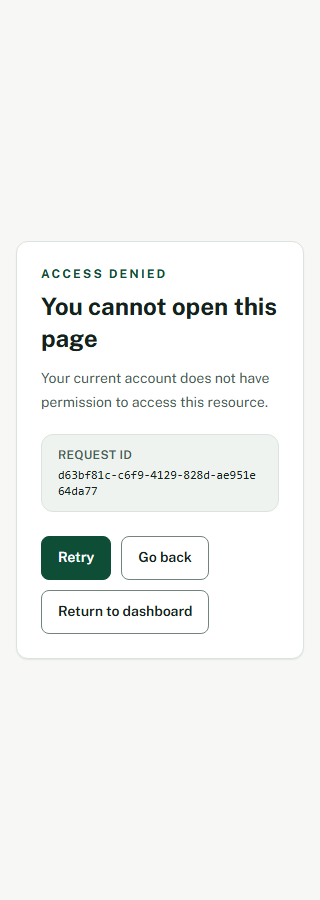 ACCESS DENIED
You cannot open this
page
Your current account does not have
permission to access this resource.
REQUEST ID
d63bf81c-c6f9-4129-828d-ae951e
64da77
Retry
Go back
Return to dashboard